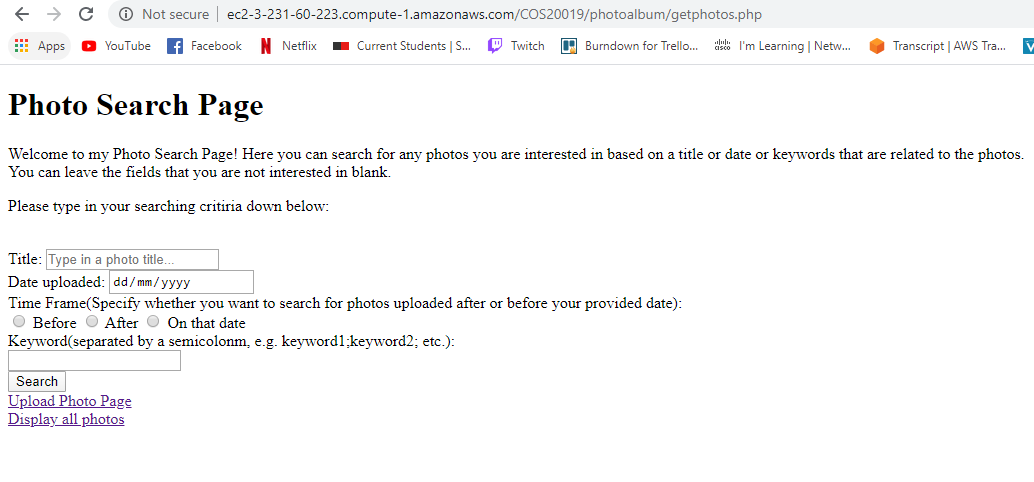 Not secure | ec2-3-231-60-223.compute-1.amazonaws.com/COS20019/photoalbum/getphotos.php
Apps YouTube Facebook Netflix Current Students | S... Twitch Burndown for Trello... I'm Learning | Netw... Transcript | AWS Tra...
Photo Search Page
Welcome to my Photo Search Page! Here you can search for any photos you are interested in based on a title or date or keywords that are related to the photos.
You can leave the fields that you are not interested in blank.
Please type in your searching critiria down below:
Title: Type in a photo title...
Date uploaded: dd/mm/yyyy
Time Frame(Specify whether you want to search for photos uploaded after or before your provided date):
Before After On that date
Keyword(separated by a semicolonm, e.g. keyword1;keyword2; etc.):
Search
Upload Photo Page
Display all photos